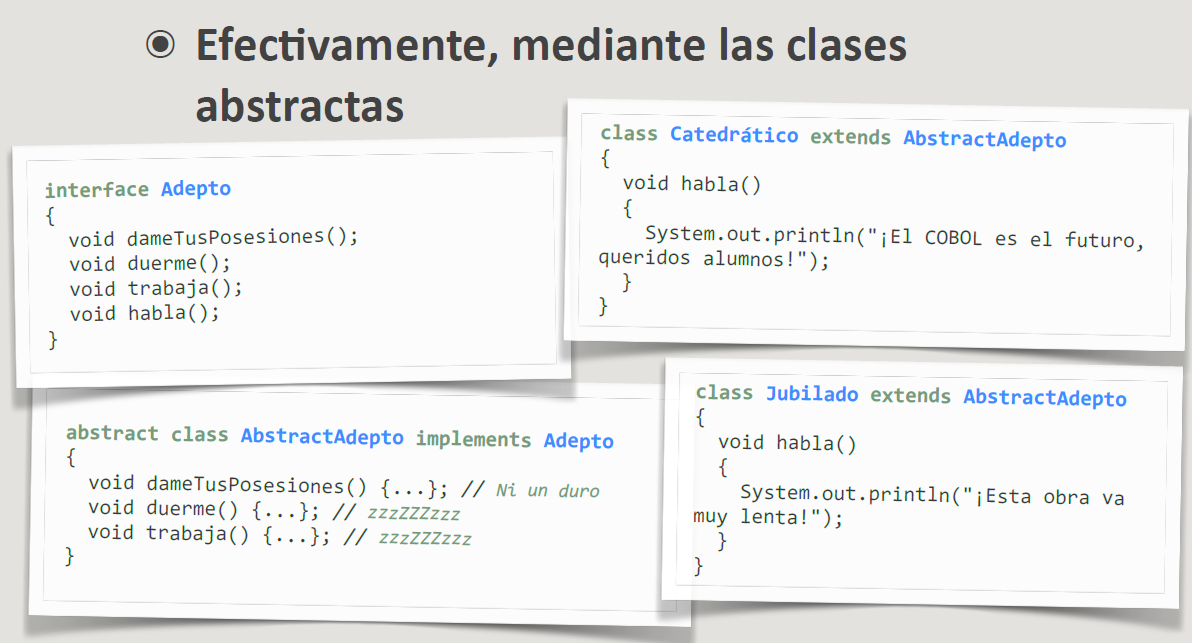 Efectivamente, mediante las clases
abstractas
interface Adepto
{
void dameTusPosesiones();
void duerme();
void trabaja();
void habla();
}
class Catedrático extends AbstractAdepto
{
void habla()
{
System.out.println("¡El COBOL es el futuro,
queridos alumnos!");
}
}
abstract class AbstractAdepto implements Adepto
{
void dameTusPosesiones() {...}; // Ni un duro
void duerme() {...}; // zzzZZZzzz
void trabaja() {...}; // zzzZZZzzz
}
class Jubilado extends AbstractAdepto
{
void habla()
{
System.out.println("¡Esta obra va
muy lenta!");
}
}